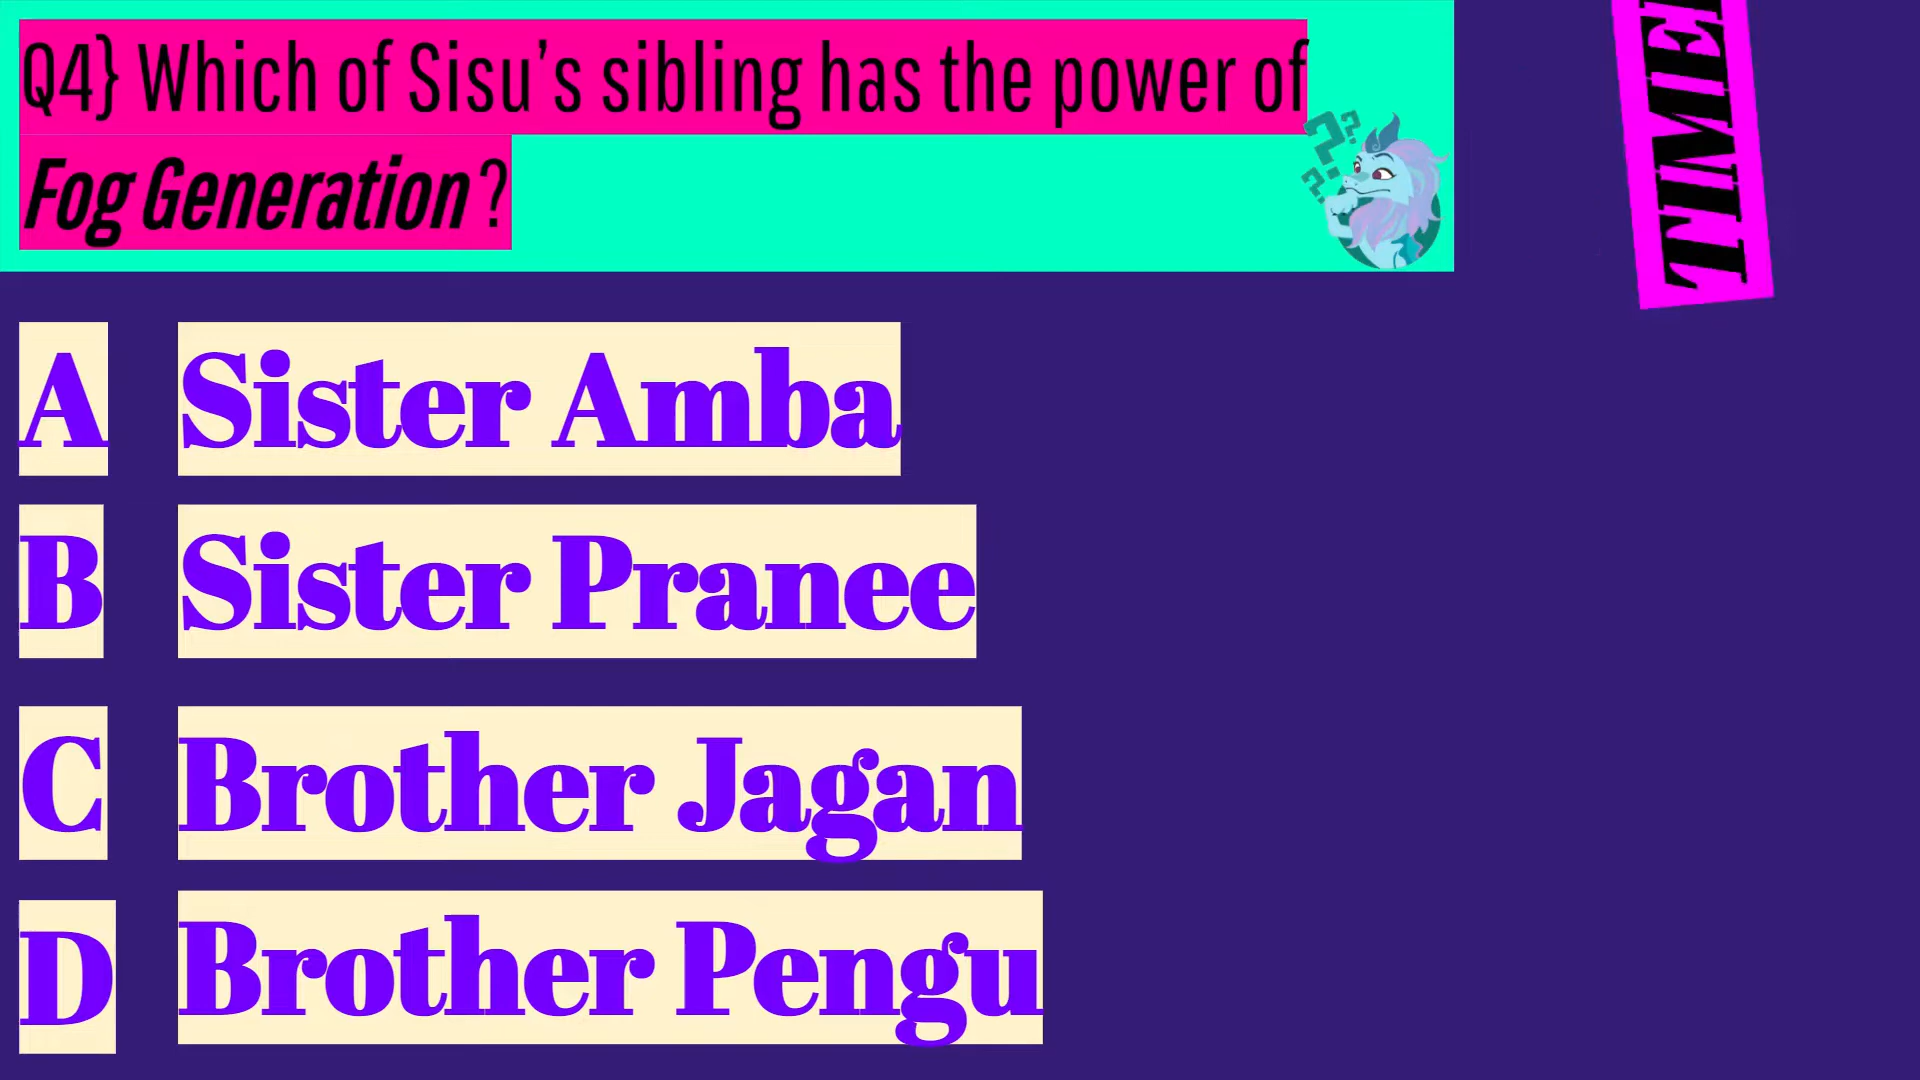 Q4} Which of Sisu’s sibling has the power of
Fog Generation?
? ? ?
TIME
A Sister Amba
B Sister Pranee
C Brother Jagan
D Brother Pengu